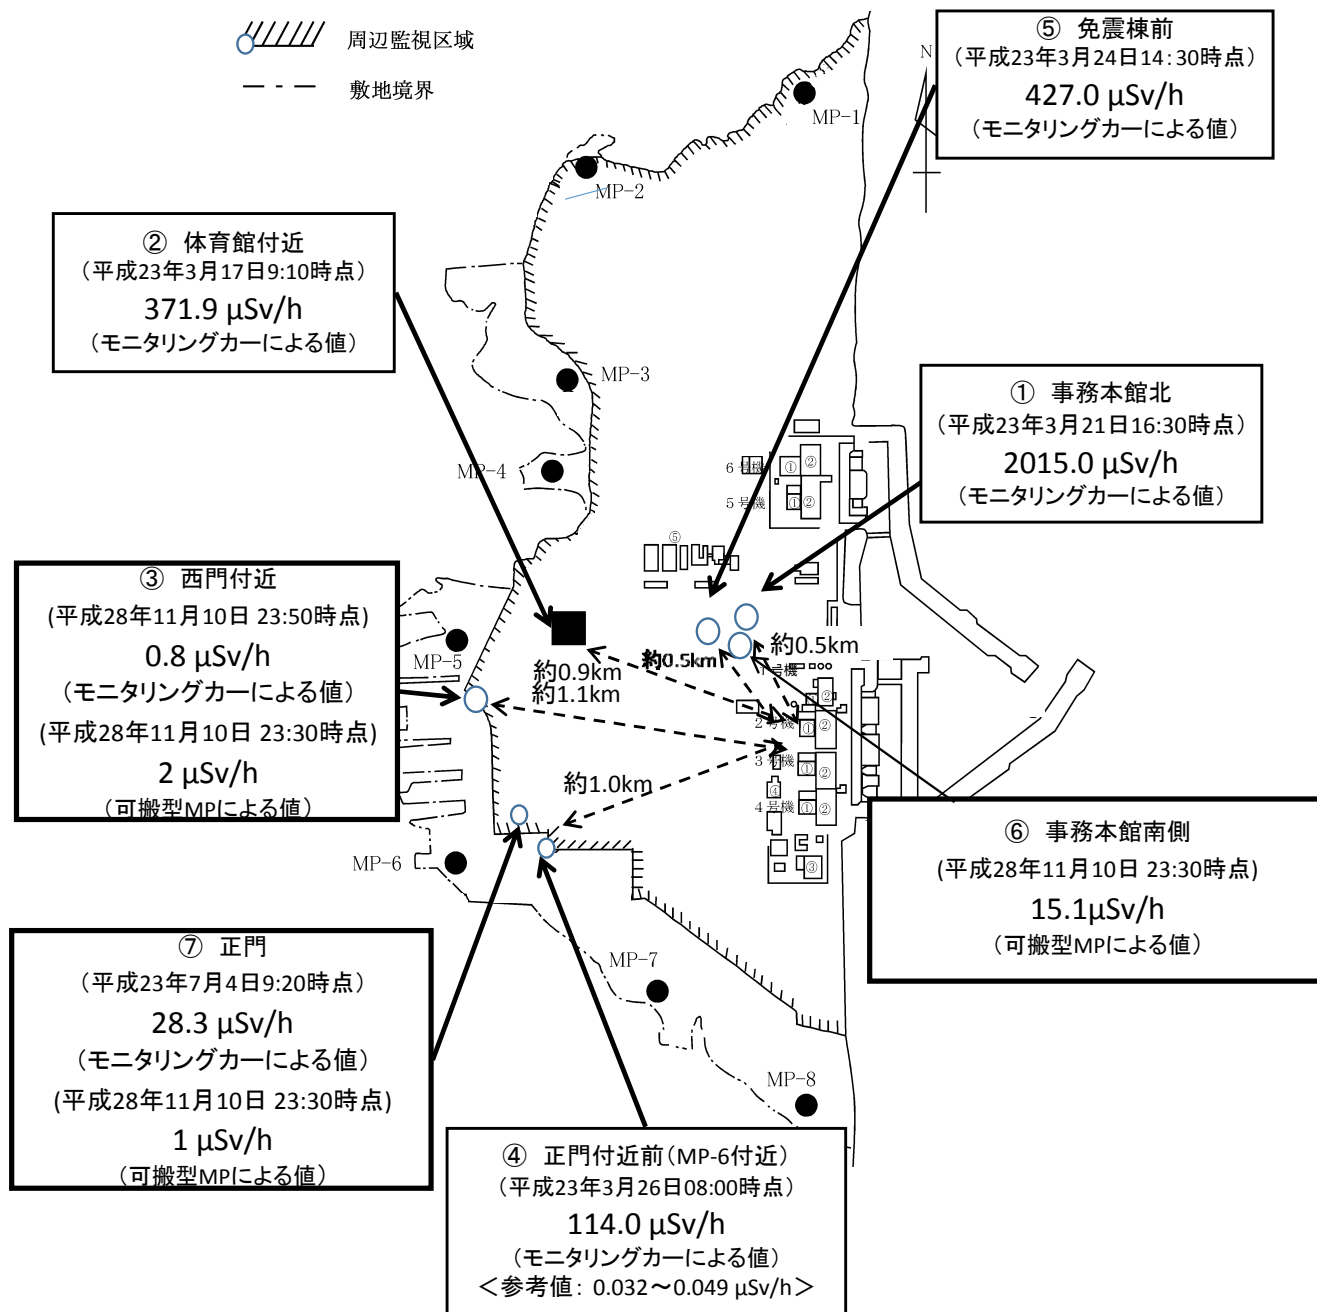 周辺監視区域
敷地境界
⑤ 免震棟前
（平成23年3月24日14：30時点）
427.0 μSv/h
（モニタリングカーによる値）
N
MP-1
MP-2
② 体育館付近
（平成23年3月17日9:10時点）
371.9 μSv/h
（モニタリングカーによる値）
MP-3
① 事務本館北
（平成23年3月21日16:30時点）
2015.0 μSv/h
（モニタリングカーによる値）
MP-4
6号機
①
②
5号機
①
②
⑤
③ 西門付近
(平成28年11月10日 23:50時点)
0.8 μSv/h
（モニタリングカーによる値）
(平成28年11月10日 23:30時点)
2 μSv/h
（可搬型MPによる値）
MP-5
約0.9km
約1.1km
約0.5km
約0.5km
1号機
②
2号機
①
②
3号機
①
②
④
4号機
①
②
③
約1.0km
MP-6
⑥ 事務本館南側
(平成28年11月10日 23:30時点)
15.1μSv/h
（可搬型MPによる値）
⑦ 正門
（平成23年7月4日9:20時点）
28.3 μSv/h
（モニタリングカーによる値）
(平成28年11月10日 23:30時点)
1 μSv/h
（可搬型MPによる値）
MP-7
MP-8
④ 正門付近前（MP-6付近）
（平成23年3月26日08:00時点）
114.0 μSv/h
（モニタリングカーによる値）
＜参考値：0.032～0.049 μSv/h＞